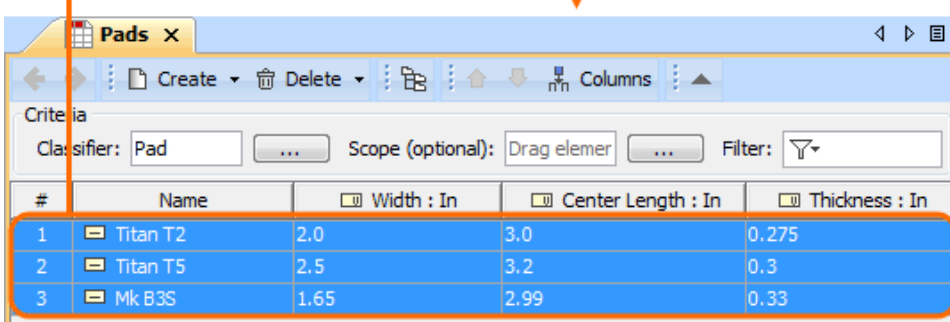 Pads X
Create Delete Columns
Criteria
Classifier: Pad ... Scope (optional): Drag elemer ... Filter:
# Name Width : In Center Length : In Thickness : In
1 Titan T2 2.0 3.0 0.275
2 Titan T5 2.5 3.2 0.3
3 Mk B3S 1.65 2.99 0.33